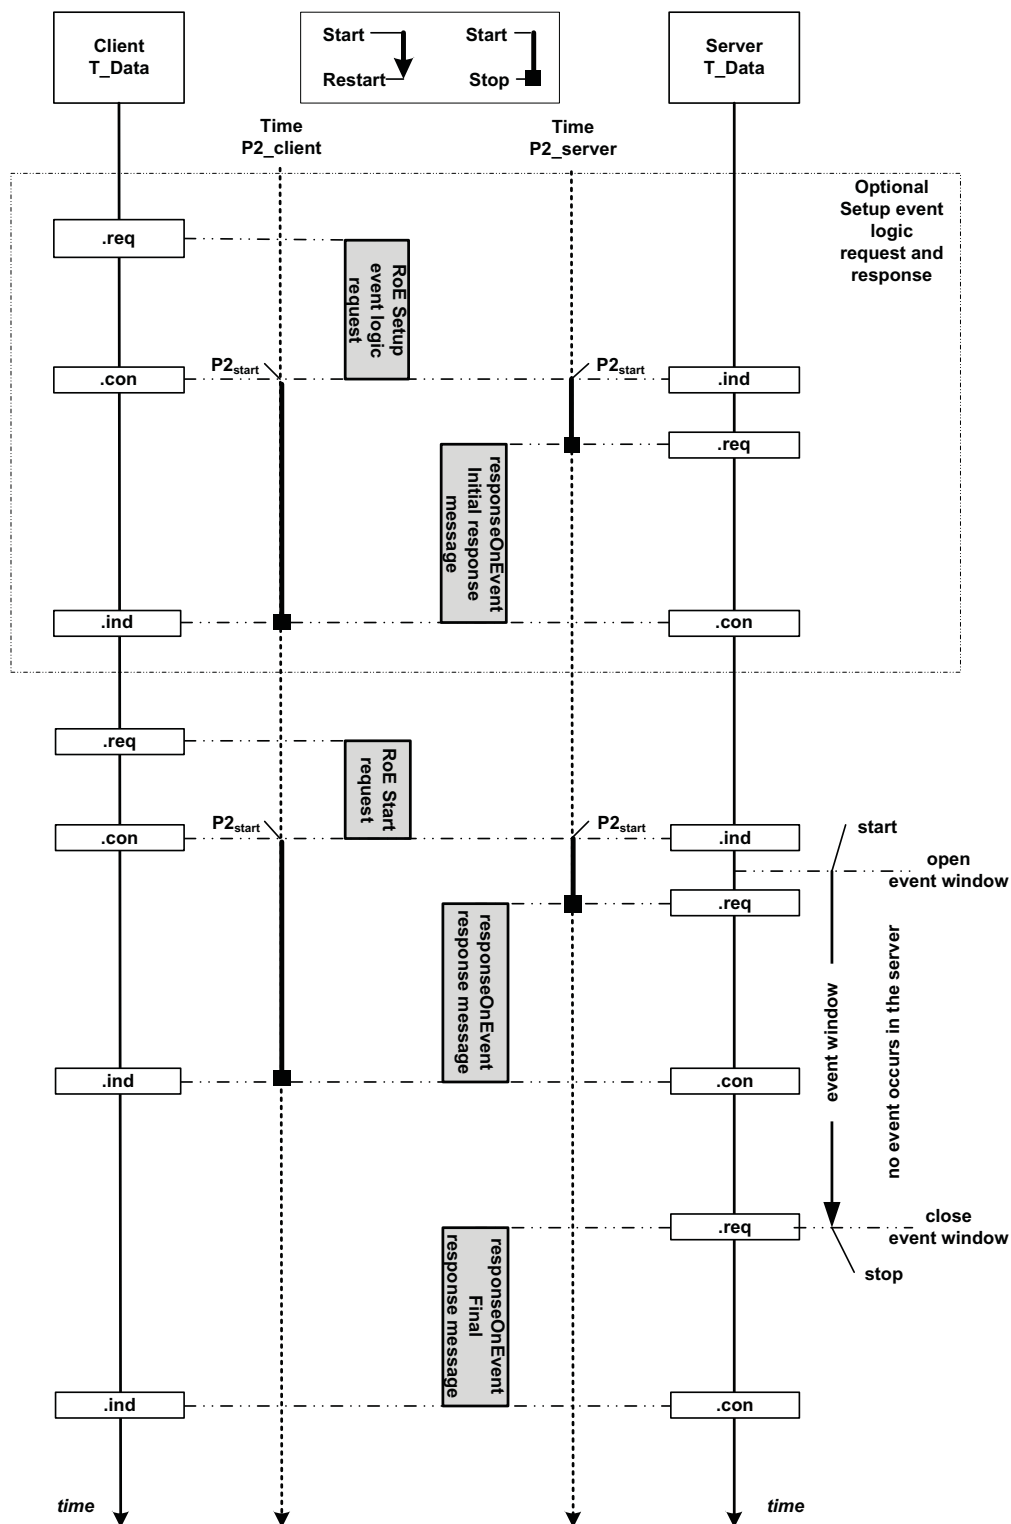 Client
T_Data
Start
Restart
Start
Stop
Server
T_Data
Time
P2_client
Time
P2_server
Optional
Setup event
logic
request and
response
.req
RoE Setup
event logic
request
.con
P2start
P2start
.ind
.req
responseOnEvent
Initial response
message
.ind
.con
.req
RoE Start
request
.con
P2start
P2start
.ind
start
open
event window
.req
responseOnEvent
response message
event window
no event occurs in the server
.ind
.con
.req
close
event window
stop
responseOnEvent
Final
response message
.ind
.con
time
time